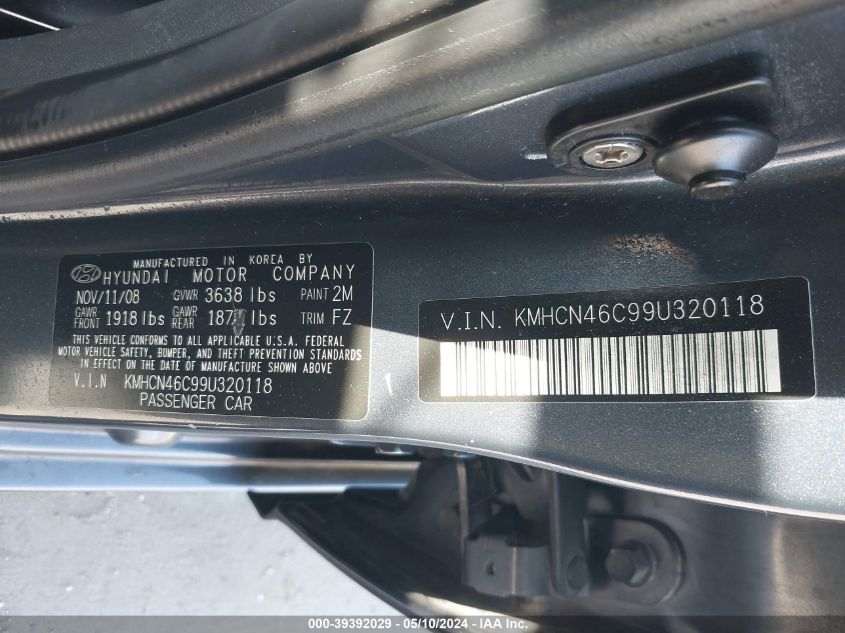 MANUFACTURED IN KOREA BY
HYUNDAI MOTOR COMPANY
NOV/11/08 GVWR 3638 lbs PAINT 2M
GAWR FRONT 1918 lbs GAWR REAR lbs TRIM FZ
THIS VEHICLE CONFORMS TO ALL APPLICABLE U.S.A. FEDERAL
MOTOR VEHICLE SAFETY, BUMPER, AND THEFT PREVENTION STANDARDS
IN EFFECT ON THE DATE OF MANUFACTURE SHOWN ABOVE
V.I.N KMHCN46C99U320118
PASSENGER CAR
V.I.N. KMHCN46C99U320118
000-39392029 - 05/10/2024 - IAA Inc.